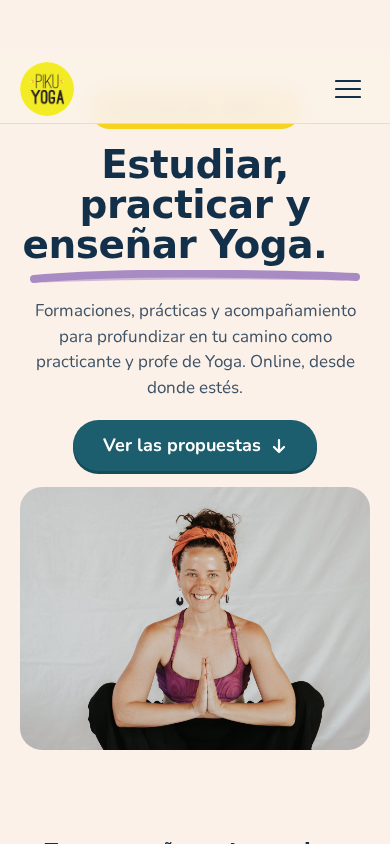 PIKU
YOGA
Estudiar,
practicar y
enseñar Yoga.
Formaciones, prácticas y acompañamiento
para profundizar en tu camino como
practicante y profe de Yoga. Online, desde
donde estés.
Ver las propuestas ↓